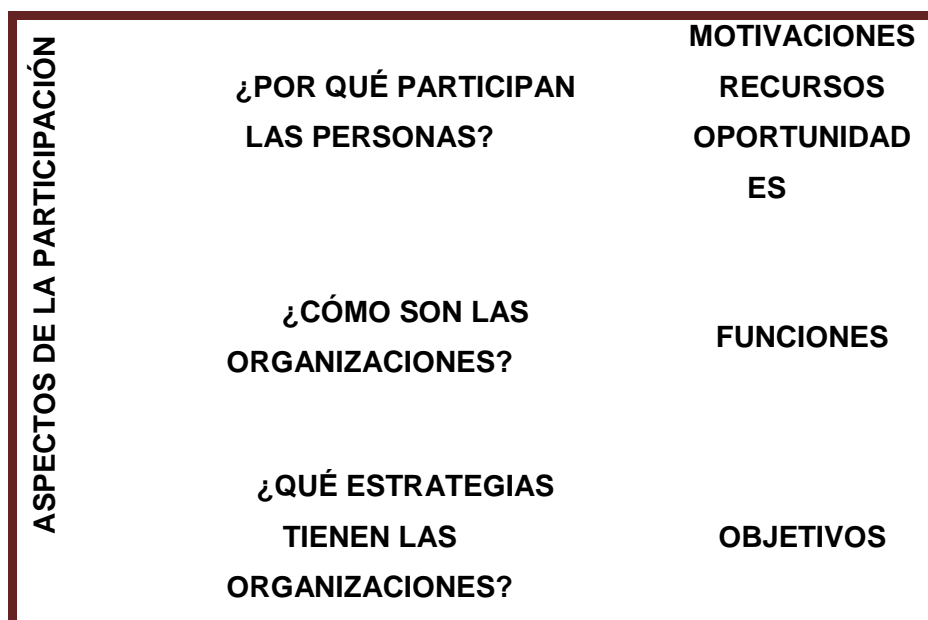 ASPECTOS DE LA PARTICIPACIÓN
¿POR QUÉ PARTICIPAN
LAS PERSONAS?
MOTIVACIONES
RECURSOS
OPORTUNIDAD
ES
¿CÓMO SON LAS
ORGANIZACIONES?
FUNCIONES
¿QUÉ ESTRATEGIAS
TIENEN LAS
ORGANIZACIONES?
OBJETIVOS